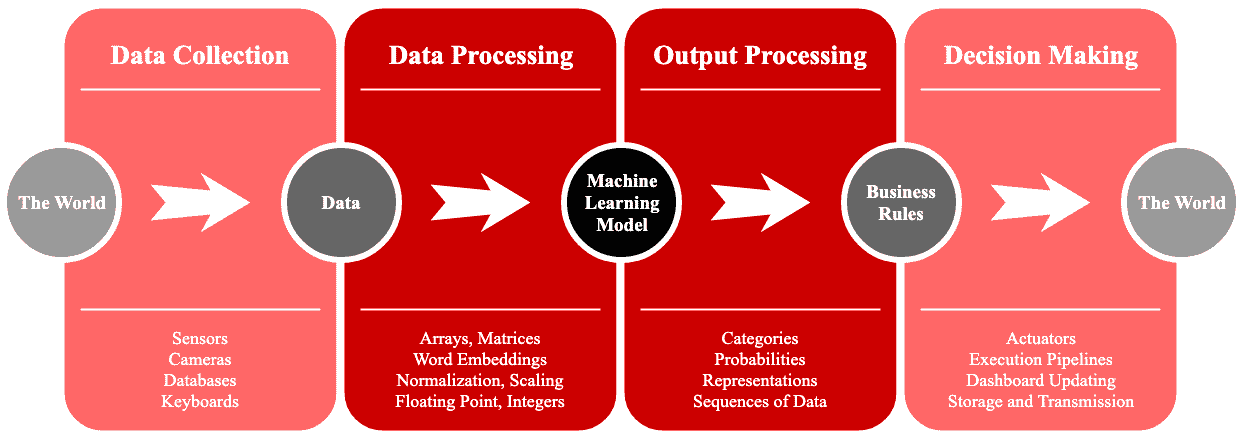 Data Collection
Data Processing
Output Processing
Decision Making
The World
Data
Machine
Learning
Model
Business
Rules
The World
Sensors
Cameras
Databases
Keyboards
Arrays, Matrices
Word Embeddings
Normalization, Scaling
Floating Point, Integers
Categories
Probabilities
Representations
Sequences of Data
Actuators
Execution Pipelines
Dashboard Updating
Storage and Transmission